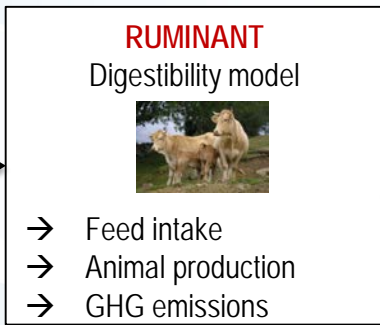 RUMINANT
Digestibility model
→ Feed intake
→ Animal production
→ GHG emissions